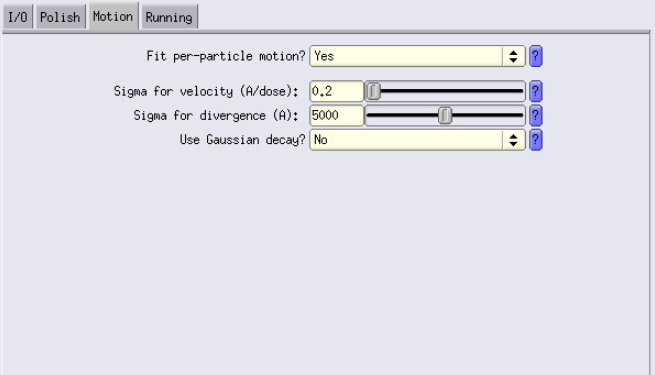 I/O Polish Motion Running
Fit per-particle motion? Yes ?
Sigma for velocity (A/dose): 0.2 ?
Sigma for divergence (A): 5000 ?
Use Gaussian decay? No ?